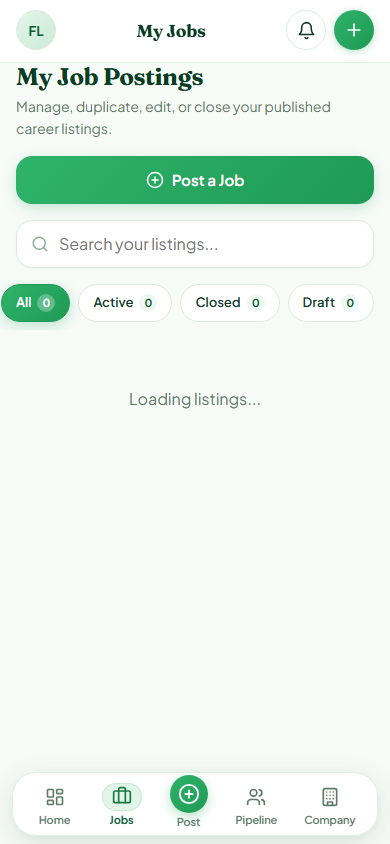 FL
My Jobs
My Job Postings
Manage, duplicate, edit, or close your published
career listings.
Post a Job
Search your listings...
All 0
Active 0
Closed 0
Draft 0
Loading listings...
Home
Jobs
Post
Pipeline
Company